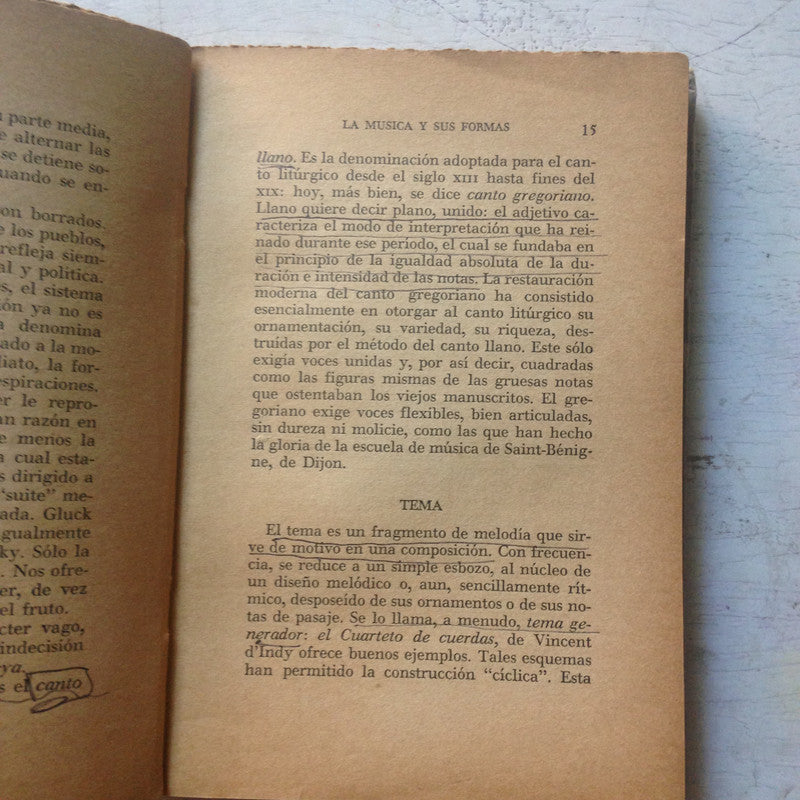 parte media,
alternar las
se detiene so-
uando se en-
on borrados.
e los pueblos,
refleja siem-
al y política.
s, el sistema
ón ya no es
a denomina
ado a la mo-
liato, la for-
spiraciones.
er le repro-
an razón en
e menos la
a cual esta-
s dirigido a
"suite" me-
ada. Gluck
gualmente
ky. Sólo la
. Nos ofre-
er, de vez
el fruto.
cter vago,
indecisión
ya.
s el canto
LA MUSICA Y SUS FORMAS 15
llano. Es la denominación adoptada para el can-
to litúrgico desde el siglo XIII hasta fines del
XIX: hoy, más bien, se dice canto gregoriano.
Llano quiere decir plano, unido: el adjetivo ca-
racteriza el modo de interpretación que ha rei-
nado durante ese período, el cual se fundaba en
el principio de la igualdad absoluta de la du-
ración e intensidad de las notas. La restauración
moderna del canto gregoriano ha consistido
esencialmente en otorgar al canto litúrgico su
ornamentación, su variedad, su riqueza, des-
truídas por el método del canto llano. Este sólo
exigía voces unidas y, por así decir, cuadradas
como las figuras mismas de las gruesas notas
que ostentaban los viejos manuscritos. El gre-
goriano exige voces flexibles, bien articuladas,
sin dureza ni molicie, como las que han hecho
la gloria de la escuela de música de Saint-Bénig-
ne, de Dijon.
TEMA
El tema es un fragmento de melodía que sir-
ve de motivo en una composición. Con frecuen-
cia, se reduce a un simple esbozo, al núcleo de
un diseño melódico o, aun, sencillamente rít-
mico, desposeído de sus ornamentos o de sus no-
tas de pasaje. Se lo llama, a menudo, tema ge-
nerador: el Cuarteto de cuerdas, de Vincent
d'Indy ofrece buenos ejemplos. Tales esquemas
han permitido la construcción "cíclica". Esta